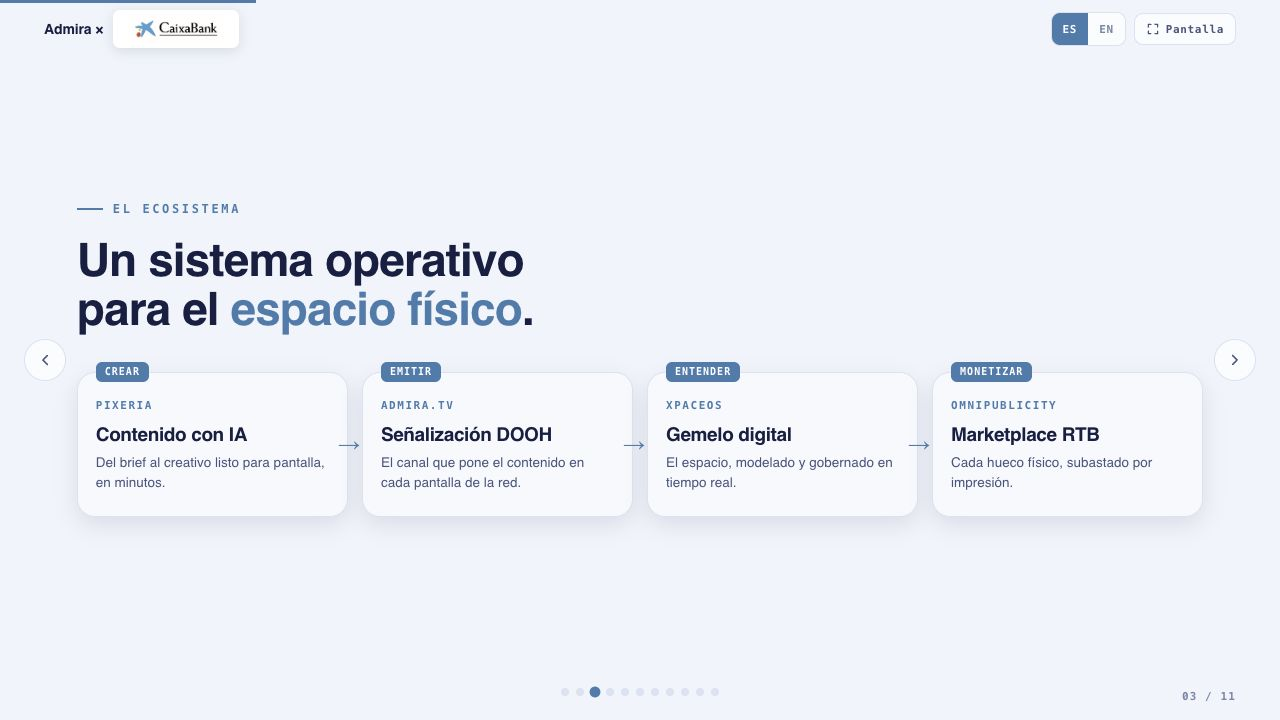 Admira ×
CaixaBank
ES
EN
Pantalla
EL ECOSISTEMA
Un sistema operativo
para el espacio físico.
CREAR
PIXERIA
Contenido con IA
Del brief al creativo listo para pantalla,
en minutos.
→
EMITIR
ADMIRA.TV
Señalización DOOH
El canal que pone el contenido en
cada pantalla de la red.
→
ENTENDER
XPACEOS
Gemelo digital
El espacio, modelado y gobernado en
tiempo real.
→
MONETIZAR
OMNIPUBLICITY
Marketplace RTB
Cada hueco físico, subastado por
impresión.
03 / 11